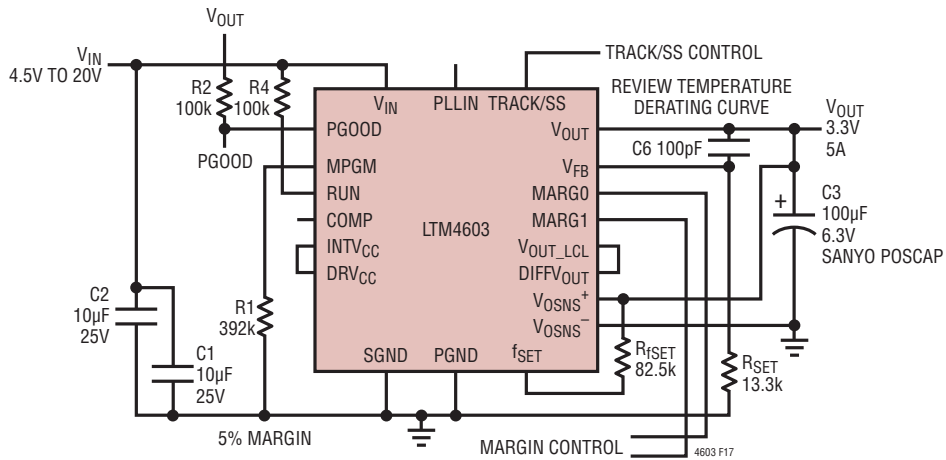 VOUT
VIN
4.5V TO 20V
R2
100k
R4
100k
PGOOD
TRACK/SS CONTROL
REVIEW TEMPERATURE
DERATING CURVE
VIN
PLLIN
TRACK/SS
PGOOD
MPGM
RUN
COMP
INTVCC
DRVCC
LTM4603
VOUT
VFB
MARG0
MARG1
VOUT_LCL
DIFFVOUT
VOSNS+
VOSNS–
SGND
PGND
fSET
C6 100pF
VOUT
3.3V
5A
+
C3
100µF
6.3V
SANYO POSCAP
C2
10µF
25V
C1
10µF
25V
R1
392k
RfSET
82.5k
RSET
13.3k
5% MARGIN
MARGIN CONTROL
4603 F17